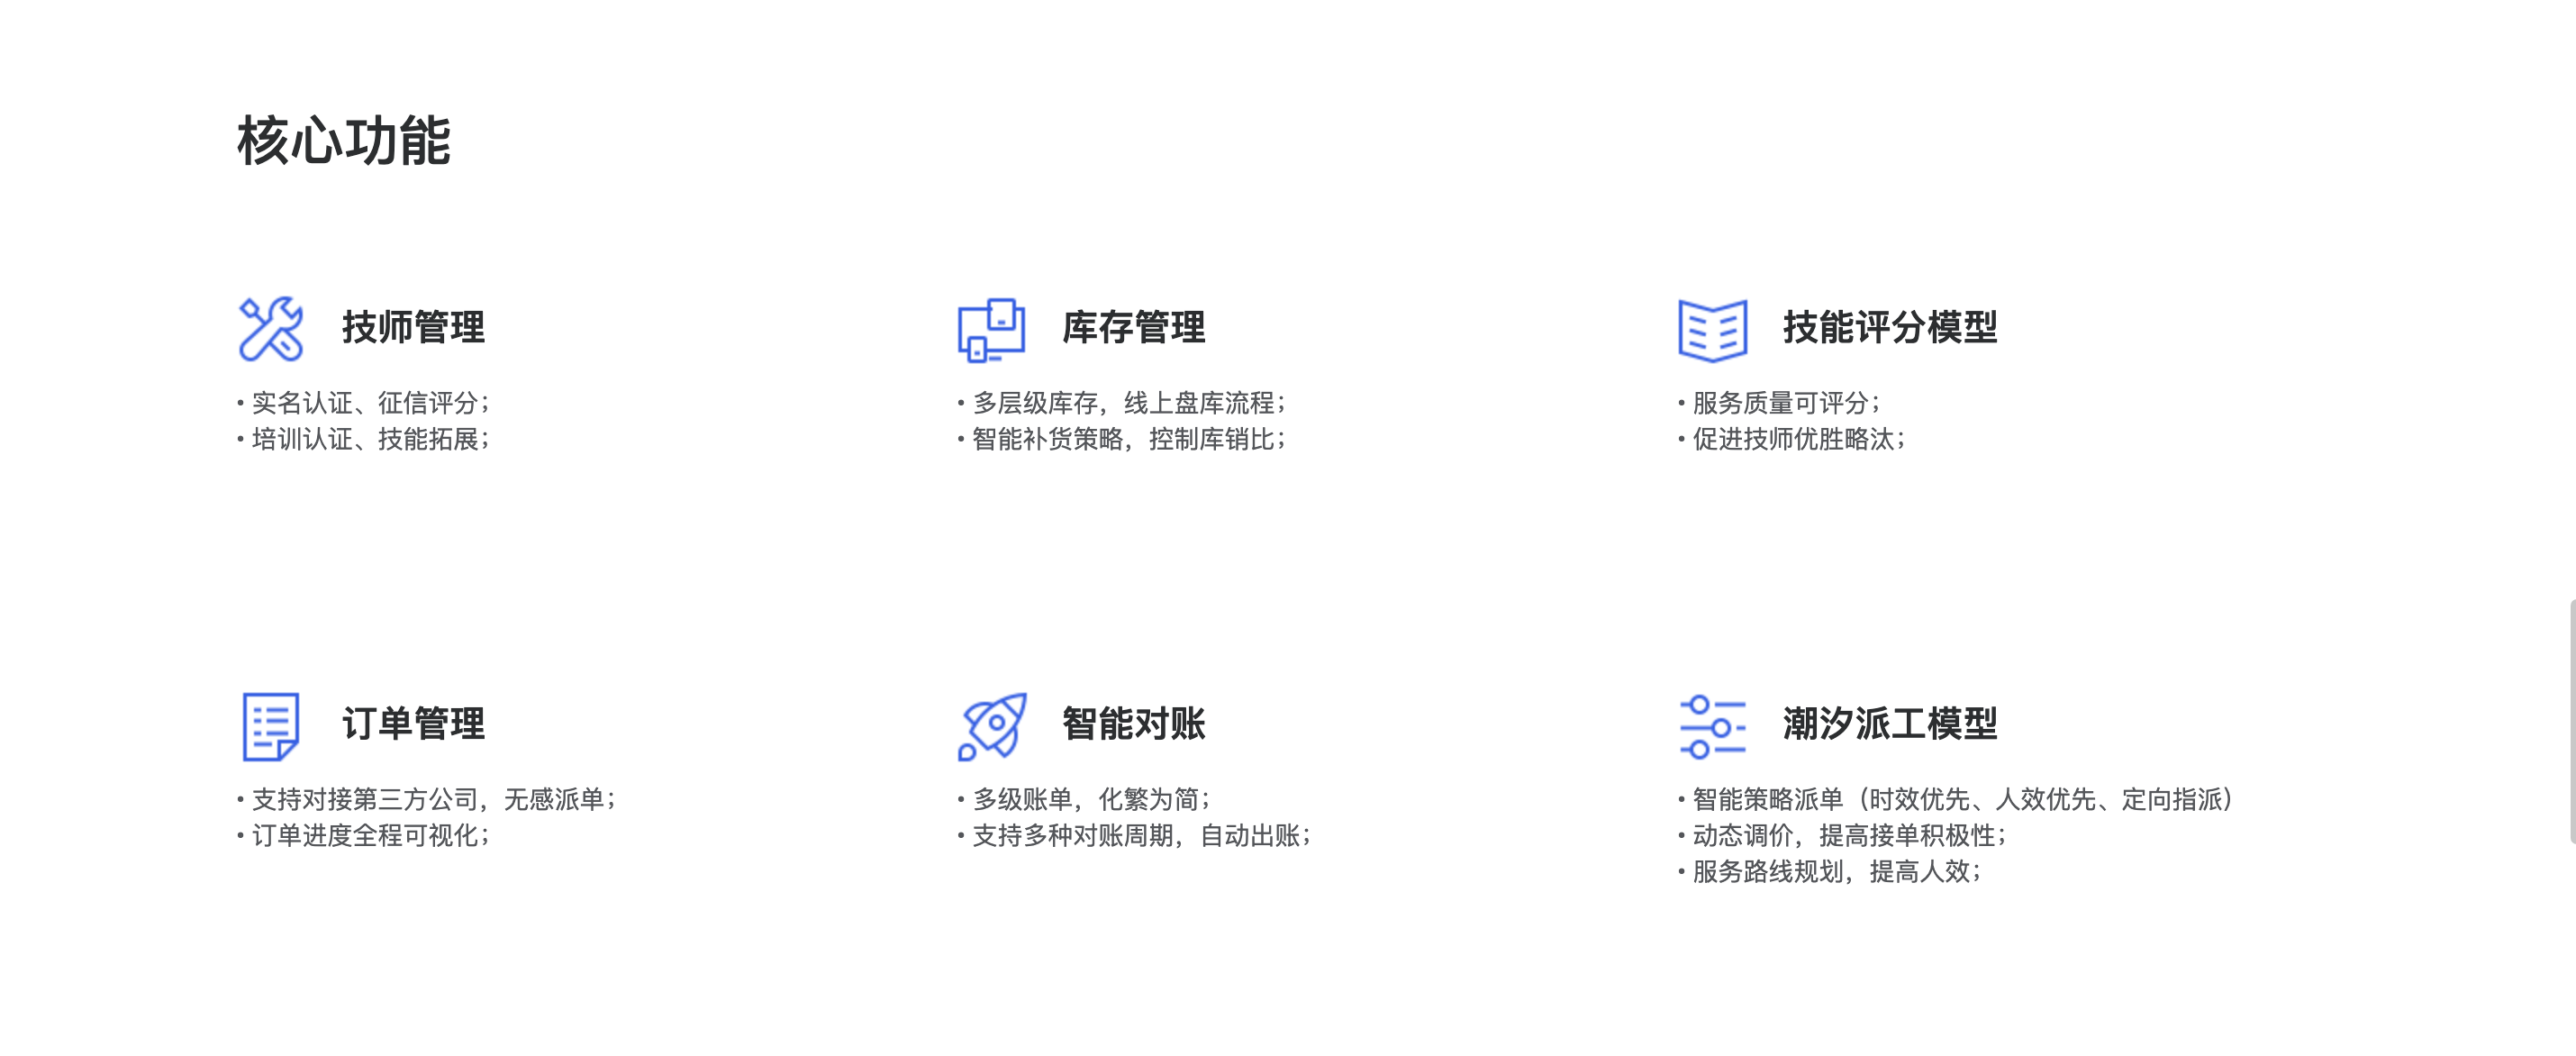 核心功能
技师管理
• 实名认证、征信评分；
• 培训认证、技能拓展；
库存管理
• 多层级库存，线上盘库流程；
• 智能补货策略，控制库销比；
技能评分模型
• 服务质量可评分；
• 促进技师优胜略汰；
订单管理
• 支持对接第三方公司，无感派单；
• 订单进度全程可视化；
智能对账
• 多级账单，化繁为简；
• 支持多种对账周期，自动出账；
潮汐派工模型
• 智能策略派单（时效优先、人效优先、定向指派）
• 动态调价，提高接单积极性；
• 服务路线规划，提高人效；